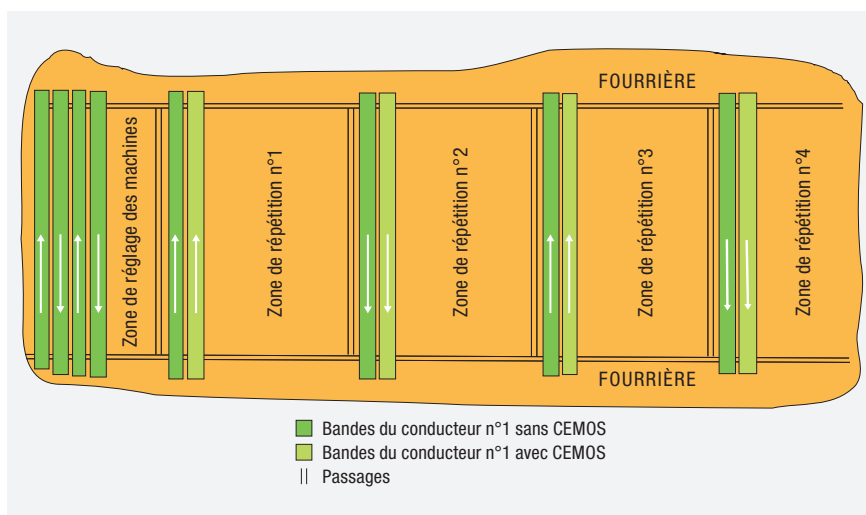 FOURRIÈRE
Zone de réglage des machines
Zone de répétition n°1
Zone de répétition n°2
Zone de répétition n°3
Zone de répétition n°4
FOURRIÈRE
Bandes du conducteur n°1 sans CEMOS
Bandes du conducteur n°1 avec CEMOS
Passages